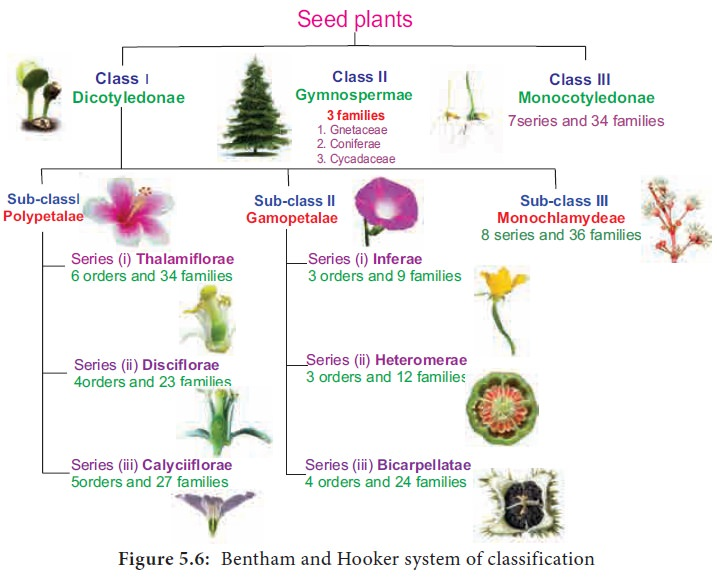 Seed plants
Class I
Dicotyledonae
Class II
Gymnospermae
3 families
1. Gnetaceae
2. Coniferae
3. Cycadaceae
Class III
Monocotyledonae
7series and 34 families
Sub-classI
Polypetalae
Sub-class II
Gamopetalae
Sub-class III
Monochlamydeae
8 series and 36 families
Series (i) Thalamiflorae
6 orders and 34 families
Series (ii) Disciflorae
4orders and 23 families
Series (iii) Calyciiflorae
5orders and 27 families
Series (i) Inferae
3 orders and 9 families
Series (ii) Heteromerae
3 orders and 12 families
Series (iii) Bicarpellatae
4 orders and 24 families
Figure 5.6: Bentham and Hooker system of classification